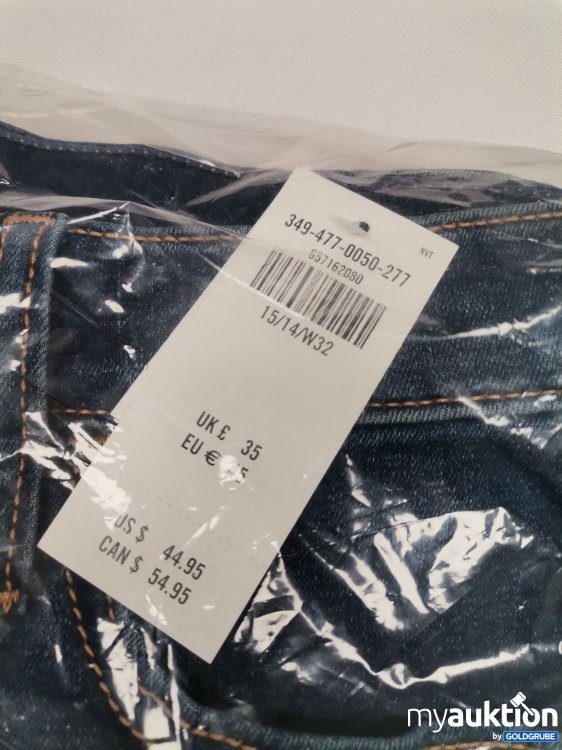 349-477-0050-277
NVT
557162080
15/14/W32
UK £ 35
EU €
US $ 44.95
CAN $ 54.95
myauktion
by GOLDGRUBE